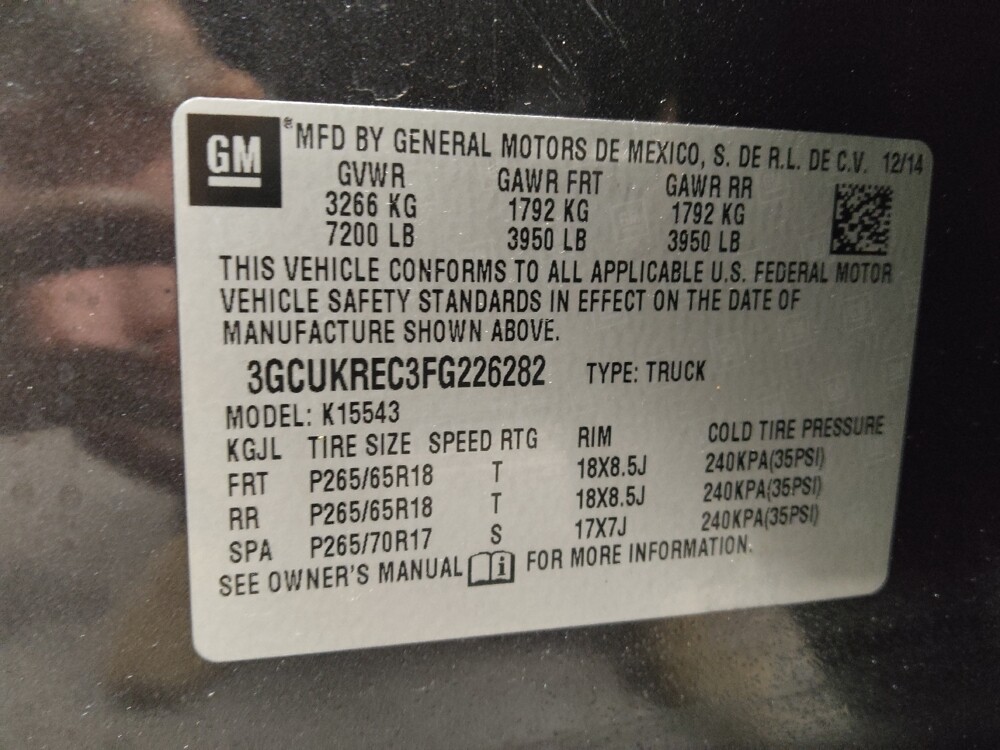 GM ® MFD BY GENERAL MOTORS DE MEXICO, S. DE R.L. DE C.V. 12/14
GVWR GAWR FRT GAWR RR
3266 KG 1792 KG 1792 KG
7200 LB 3950 LB 3950 LB
THIS VEHICLE CONFORMS TO ALL APPLICABLE U.S. FEDERAL MOTOR
VEHICLE SAFETY STANDARDS IN EFFECT ON THE DATE OF
MANUFACTURE SHOWN ABOVE.
3GCUKREC3FG226282 TYPE: TRUCK
MODEL: K15543
KGJL TIRE SIZE SPEED RTG RIM COLD TIRE PRESSURE
FRT P265/65R18 T 18X8.5J 240KPA(35PSI)
RR P265/65R18 T 18X8.5J 240KPA(35PSI)
SPA P265/70R17 S 17X7J 240KPA(35PSI)
SEE OWNER'S MANUAL i FOR MORE INFORMATION.